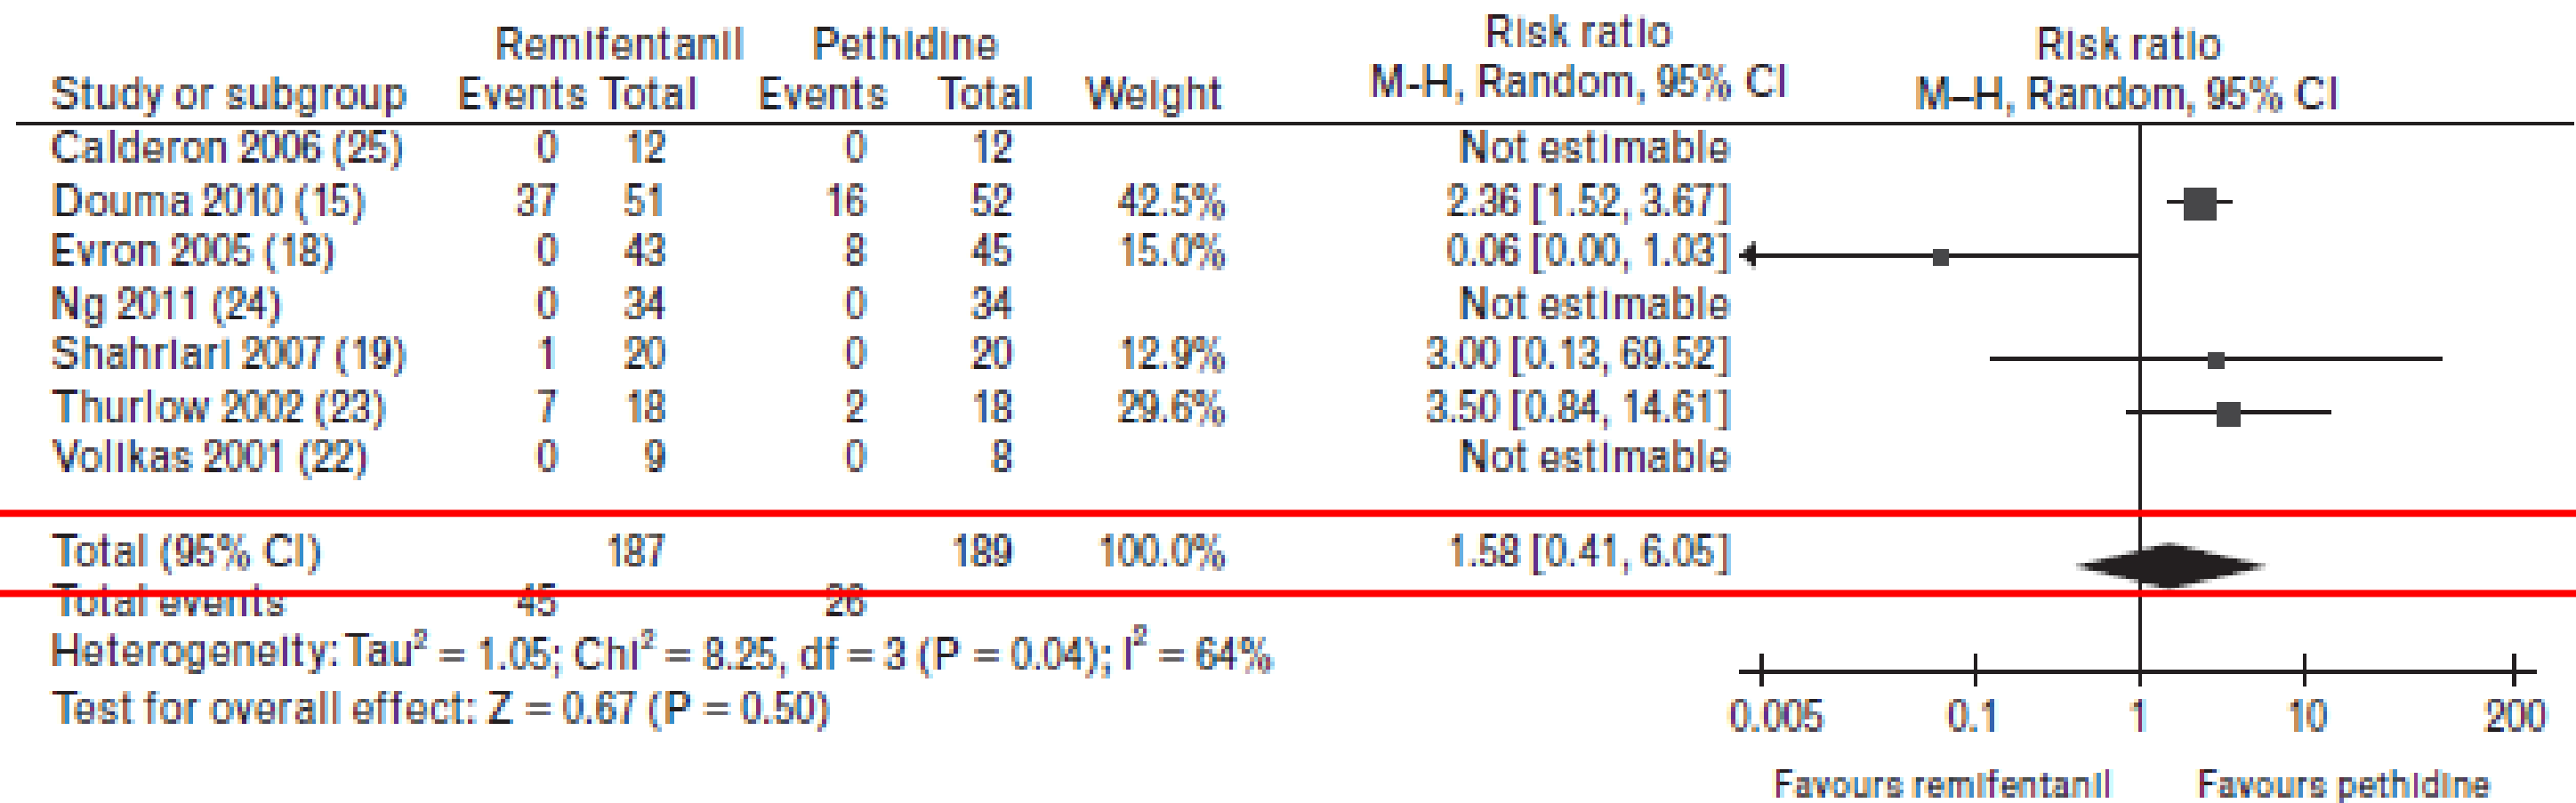 Remifentanil Pethidine Risk ratio Risk ratio
Study or subgroup Events Total Events Total Weight M-H, Random, 95% CI M–H, Random, 95% CI
Calderon 2006 (25) 0 12 0 12 Not estimable
Douma 2010 (15) 37 51 16 52 42.5% 2.36 [1.52, 3.67]
Evron 2005 (18) 0 43 8 45 15.0% 0.06 [0.00, 1.03]
Ng 2011 (24) 0 34 0 34 Not estimable
Shahriari 2007 (19) 1 20 0 20 12.9% 3.00 [0.13, 69.52]
Thurlow 2002 (23) 7 18 2 18 29.6% 3.50 [0.84, 14.61]
Volikas 2001 (22) 0 9 0 8 Not estimable
Total (95% CI) 187 189 100.0% 1.58 [0.41, 6.05]
Total events 45 26
Heterogeneity: Tau² = 1.05; Chi² = 8.25, df = 3 (P = 0.04); I² = 64%
Test for overall effect: Z = 0.67 (P = 0.50)
0.005 0.1 1 10 200
Favours remifentanil Favours pethidine